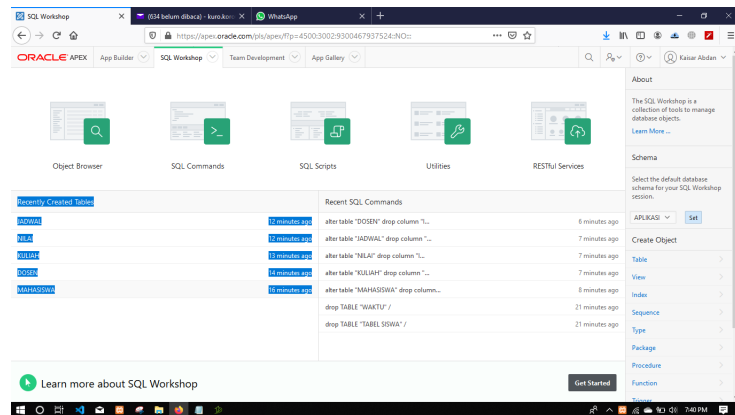 SQL Workshop
(634 belum dibaca) - kuro.koro
WhatsApp
https://apex.oracle.com/pls/apex/f?p=4500:3002:9300467937524::NO:::
ORACLE APEX
App Builder
SQL Workshop
Team Development
App Gallery
Kaisar Abdan
Object Browser
SQL Commands
SQL Scripts
Utilities
RESTful Services
Recently Created Tables
JADWAL 12 minutes ago
NILAI 12 minutes ago
KULIAH 13 minutes ago
DOSEN 14 minutes ago
MAHASISWA 16 minutes ago
Recent SQL Commands
alter table "DOSEN" drop column "I... 6 minutes ago
alter table "JADWAL" drop column "... 7 minutes ago
alter table "NILAI" drop column "I... 7 minutes ago
alter table "KULIAH" drop column "... 7 minutes ago
alter table "MAHASISWA" drop column... 8 minutes ago
drop TABLE "WAKTU" / 21 minutes ago
drop TABLE "TABEL SISWA" / 21 minutes ago
About
The SQL Workshop is a
collection of tools to manage
database objects.
Learn More ...
Schema
Select the default database
schema for your SQL Workshop
session.
APLIKASI
Set
Create Object
Table
View
Index
Sequence
Type
Package
Procedure
Function
Trigger
Learn more about SQL Workshop
Get Started
7:40 PM